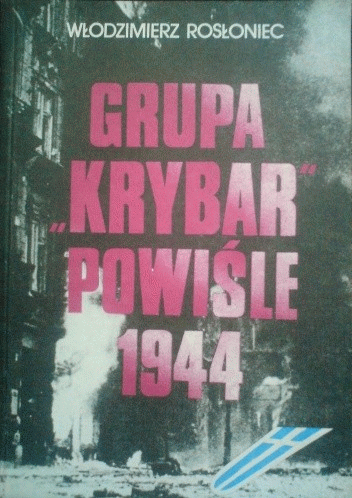 WŁODZIMIERZ ROSŁONIEC
GRUPA
„KRYBAR"
POWIŚLE
1944